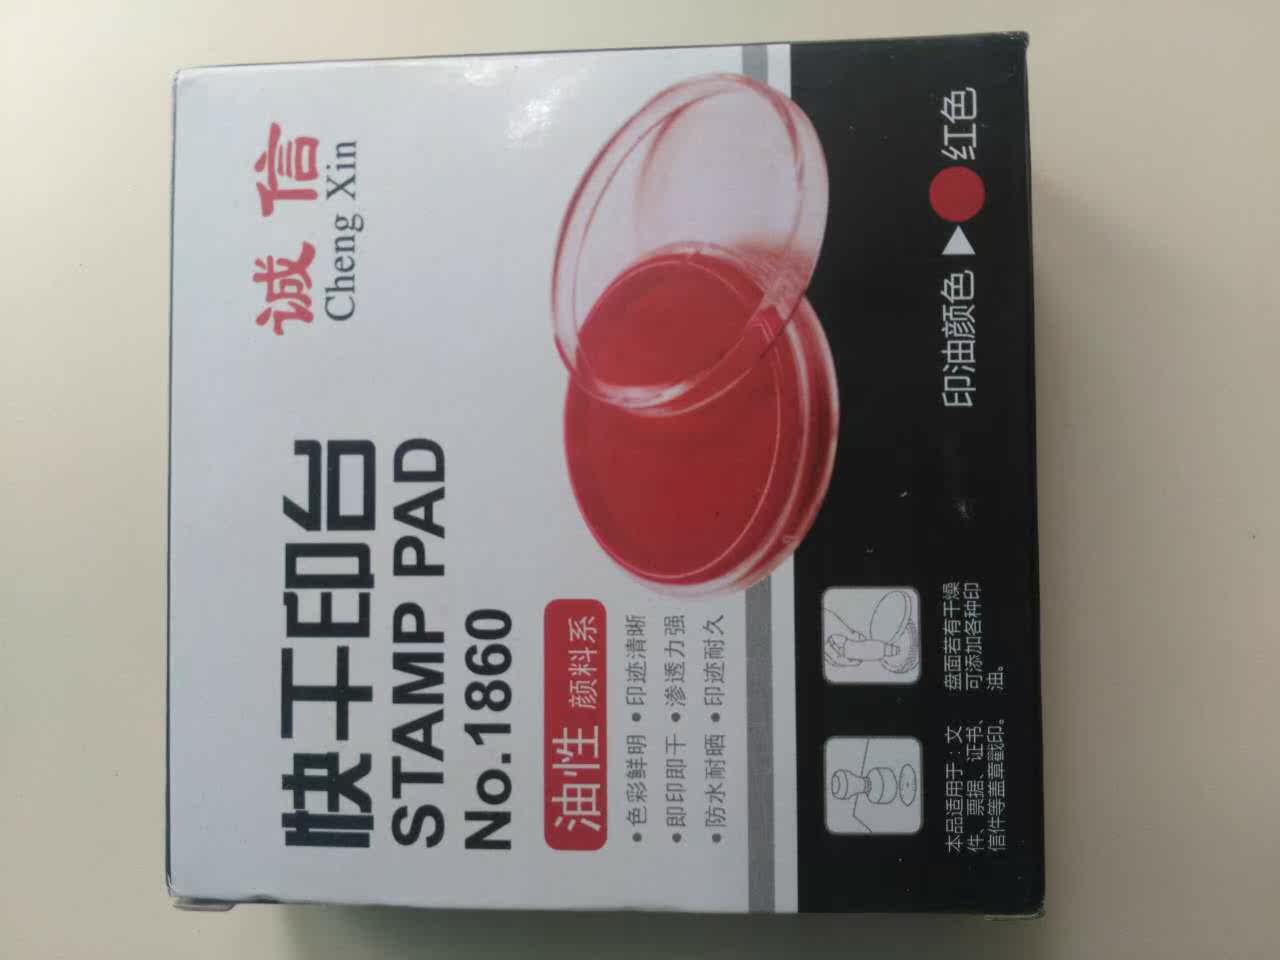 诚信
Cheng Xin
快干印台
STAMP PAD
No.1860
油性 颜料系
•色彩鲜明 •印迹清晰
•即印即干 •渗透力强
•防水耐晒 •印迹耐久
本品适用于：文
件、票据、证书、
信件等盖章戳印。
盘面若有干燥
可添加各种印
油。
印油颜色▶●红色